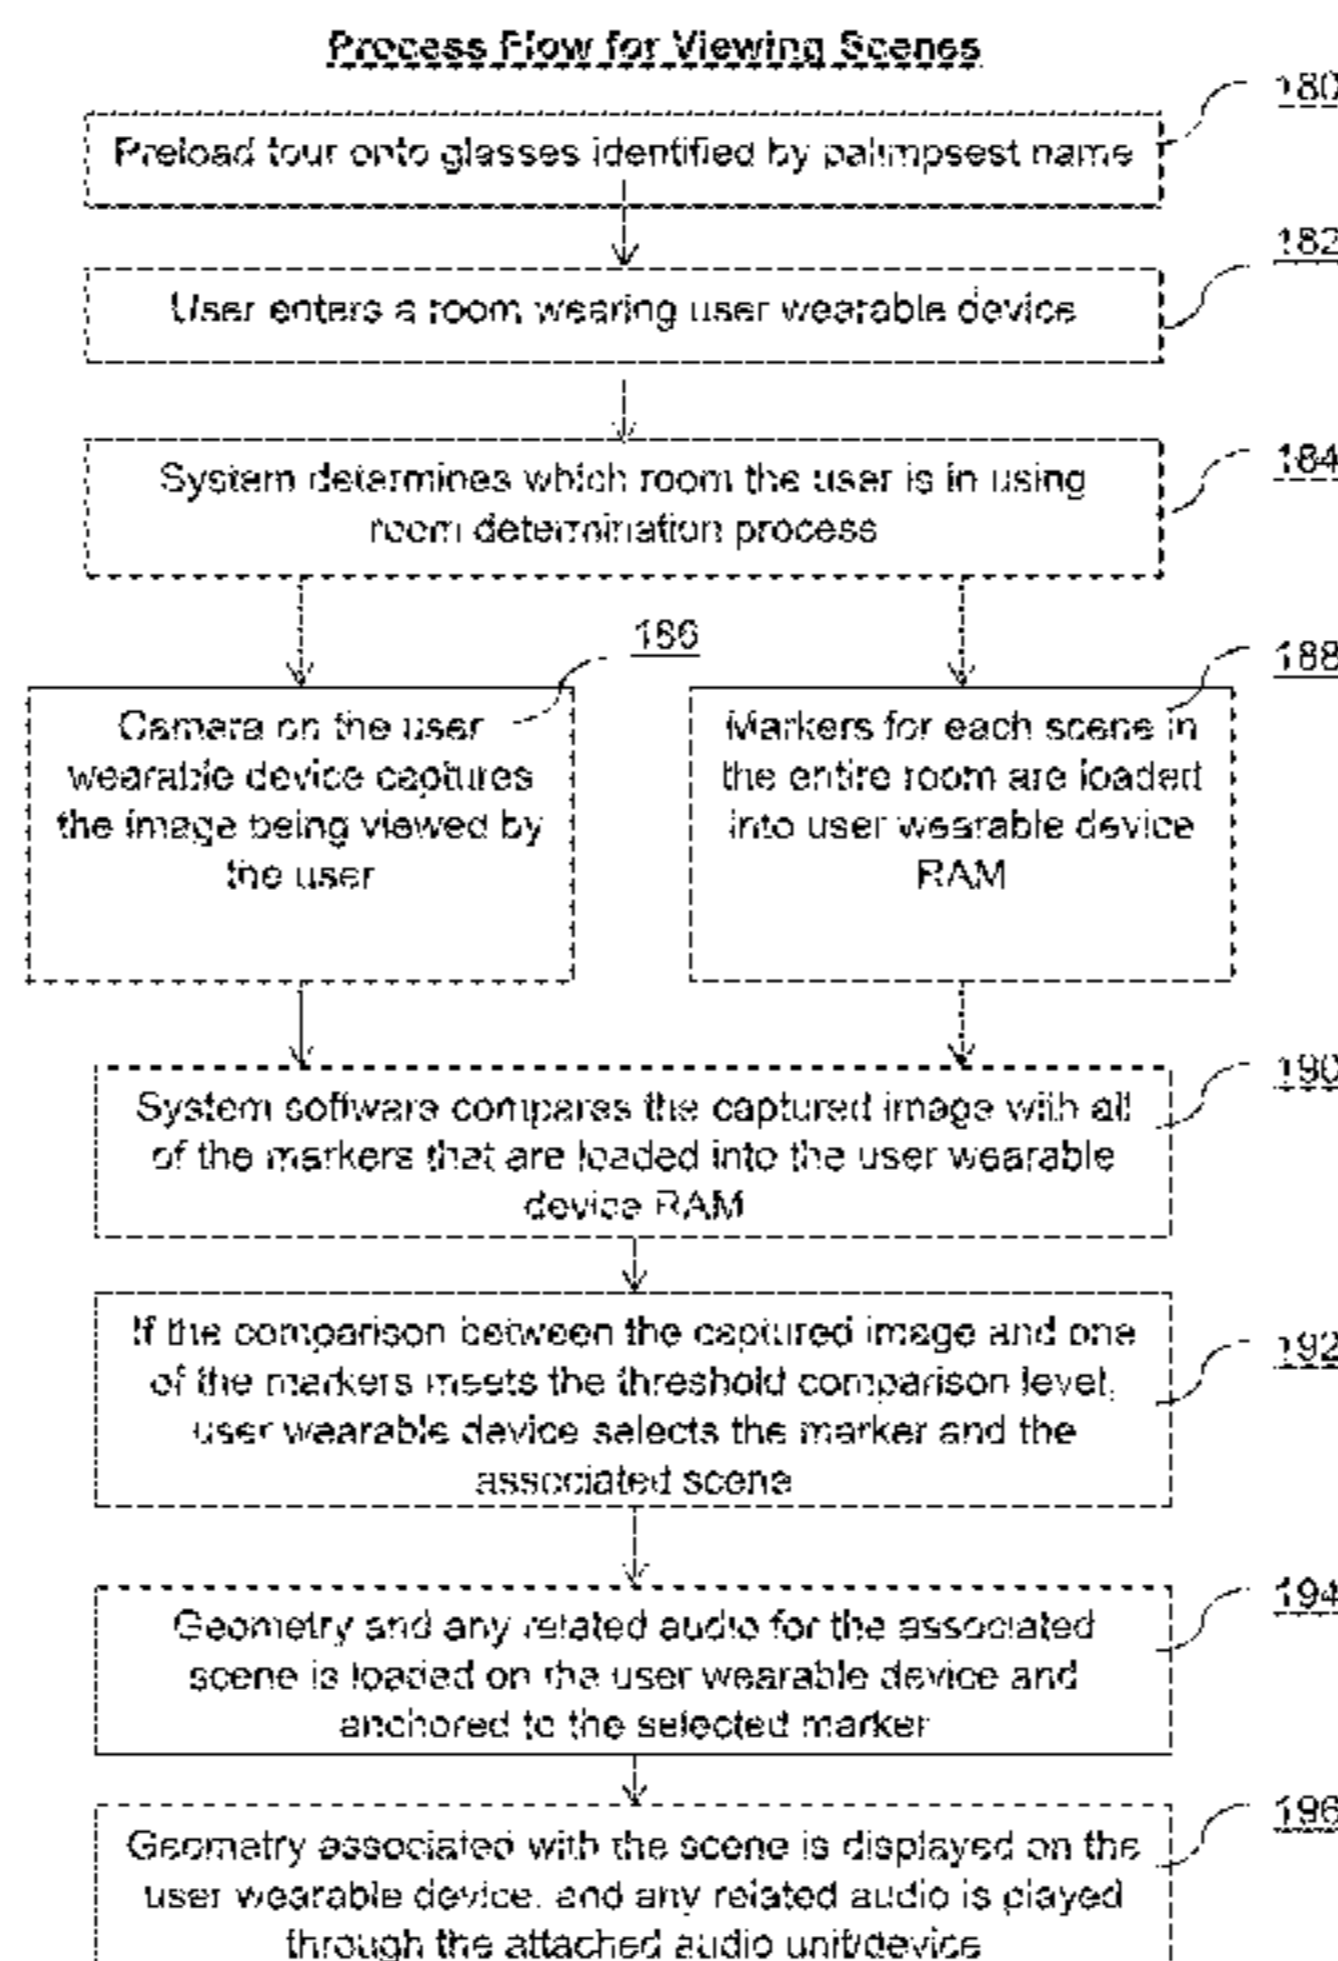 Process Flow for Viewing Scenes
180
Preload tour onto glasses identified by palimpsest name
182
User enters a room wearing user wearable device
184
System determines which room the user is in using
room determination process
186
188
Camara on the user
wearable device captures
the image being viewed by
the user
Markers for each scene in
the entire room are loaded
into user wearable device
RAM
190
System software compares the captured image with all
of the markers that are loaded into the user wearable
device RAM
192
If the comparison between the captured image and one
of the markers meets the threshold comparison level,
user wearable device selects the marker and the
associated scene
194
Geometry and any related audio for the associated
scene is loaded on the user wearable device and
anchored to the selected marker
196
Geometry associated with the scene is displayed on the
user wearable device, and any related audio is played
through the attached audio unit/device